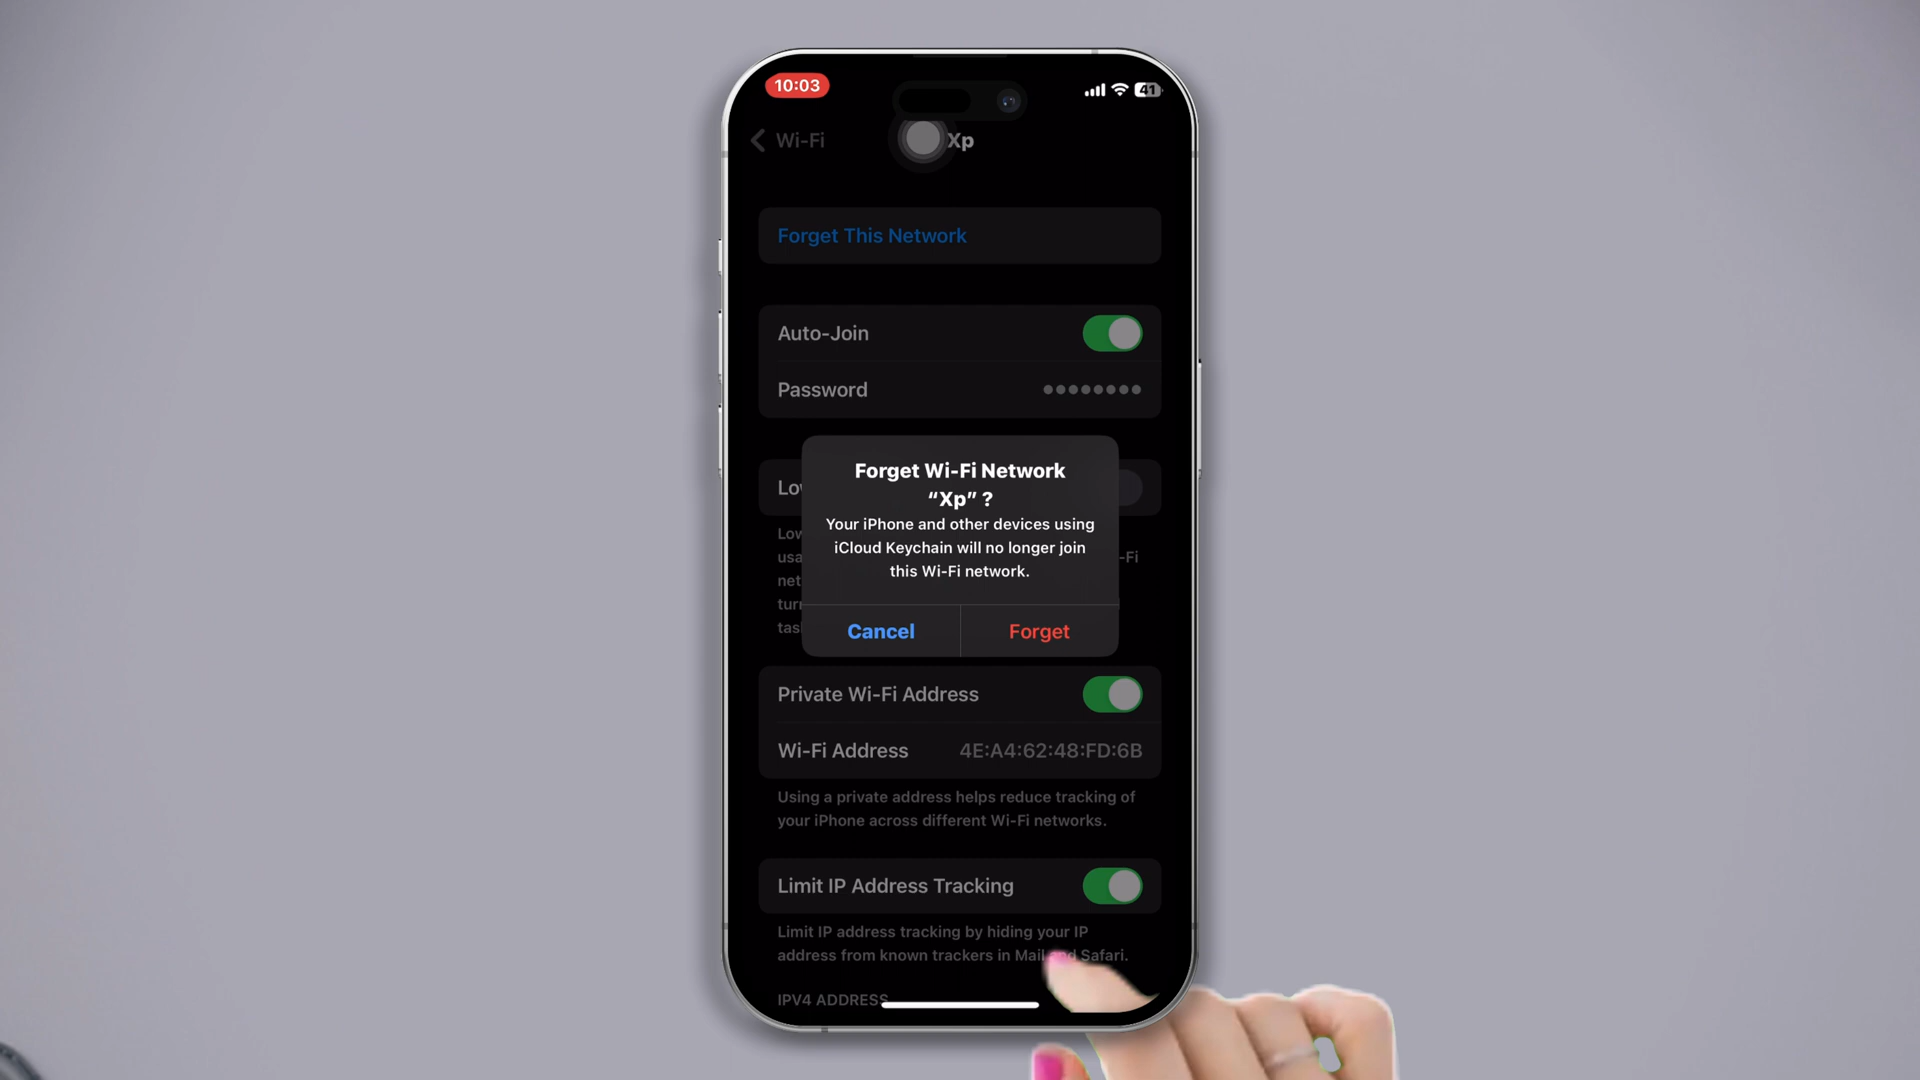 10:03
41
Wi-Fi
Xp
Forget This Network
Auto-Join
Password
Forget Wi-Fi Network
“Xp” ?
Your iPhone and other devices using
iCloud Keychain will no longer join
this Wi-Fi network.
Cancel
Forget
Private Wi-Fi Address
Wi-Fi Address 4E:A4:62:48:FD:6B
Using a private address helps reduce tracking of
your iPhone across different Wi-Fi networks.
Limit IP Address Tracking
Limit IP address tracking by hiding your IP
address from known trackers in Mail and Safari.
IPV4 ADDRESS